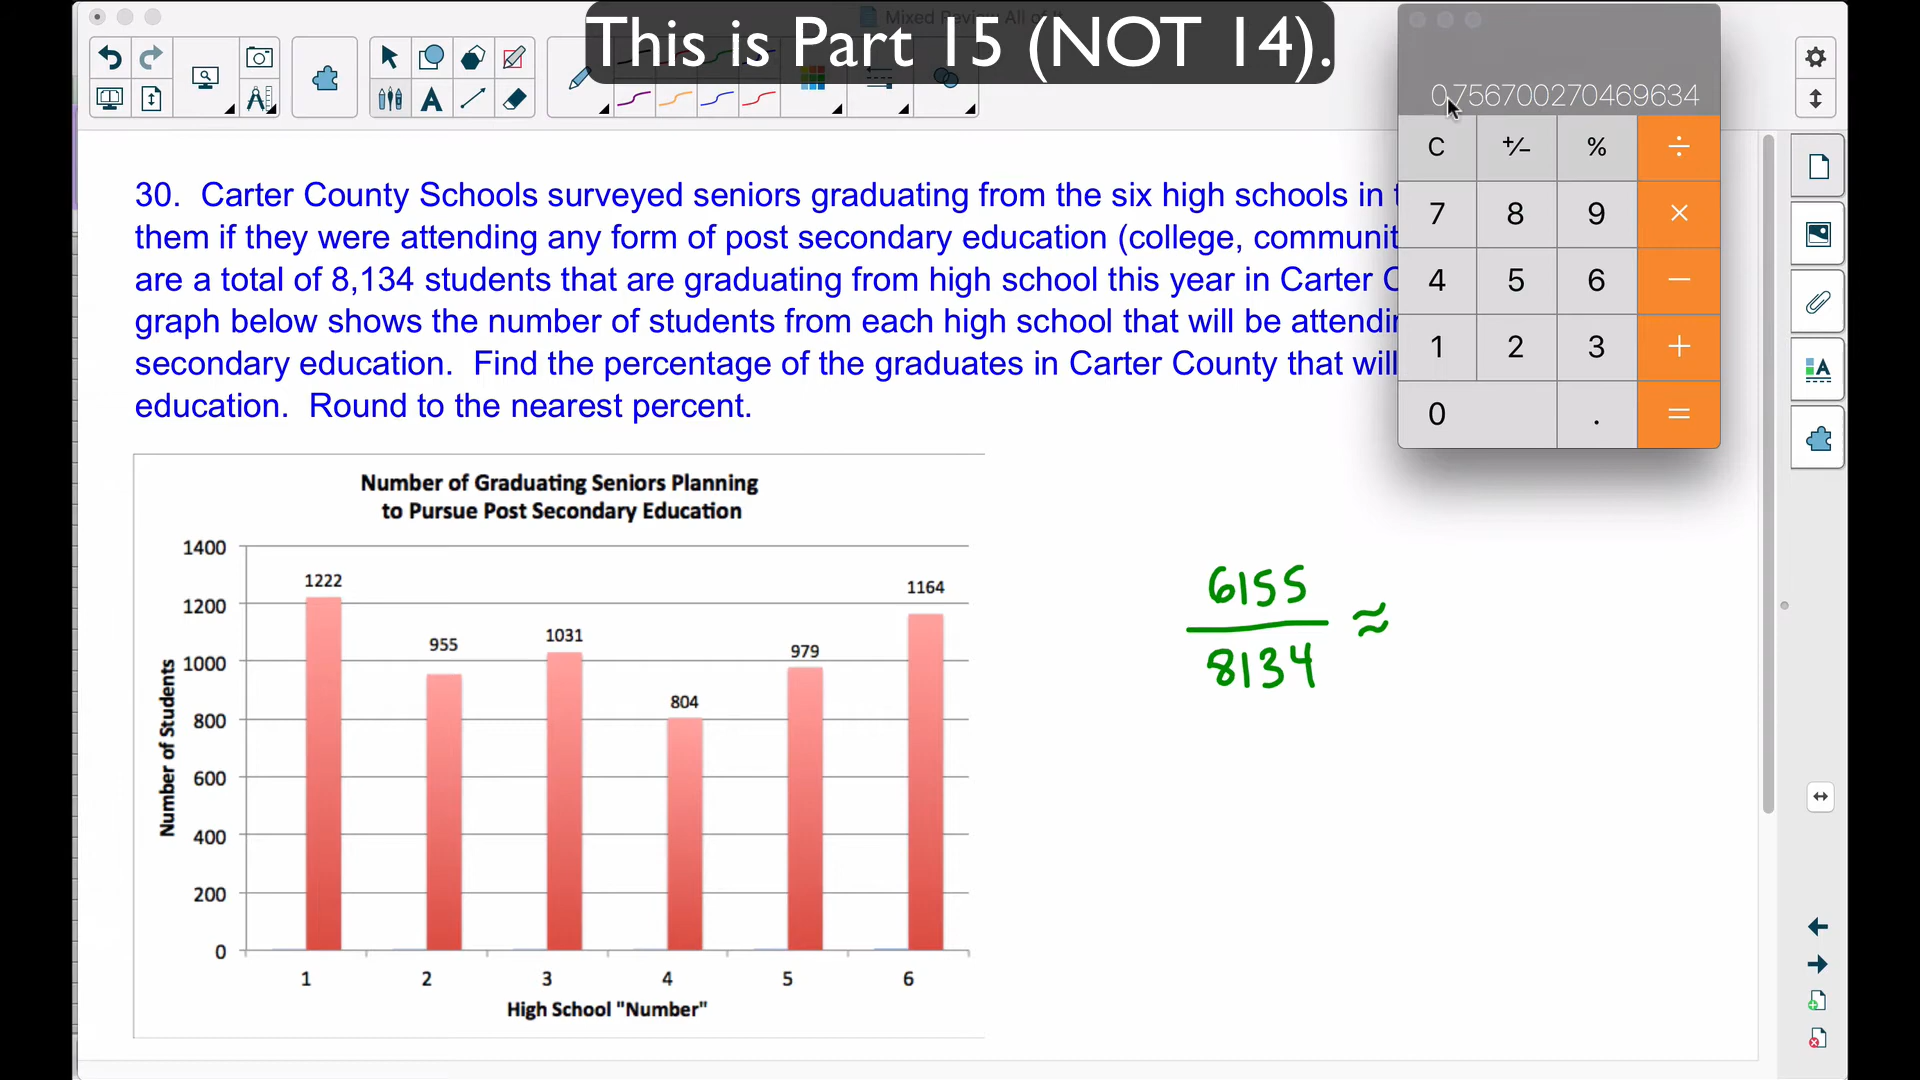 Mixed Review All of
This is Part 15 (NOT 14).
0.756700270469634
C +/− % ÷
7 8 9 ×
4 5 6 −
1 2 3 +
0 . =
30. Carter County Schools surveyed seniors graduating from the six high schools in t
them if they were attending any form of post secondary education (college, communit
are a total of 8,134 students that are graduating from high school this year in Carter C
graph below shows the number of students from each high school that will be attendin
secondary education. Find the percentage of the graduates in Carter County that will
education. Round to the nearest percent.
Number of Graduating Seniors Planning
to Pursue Post Secondary Education
Number of Students
1400
1200
1000
800
600
400
200
0
1222
955
1031
804
979
1164
1 2 3 4 5 6
High School "Number"
6155
8134
≈